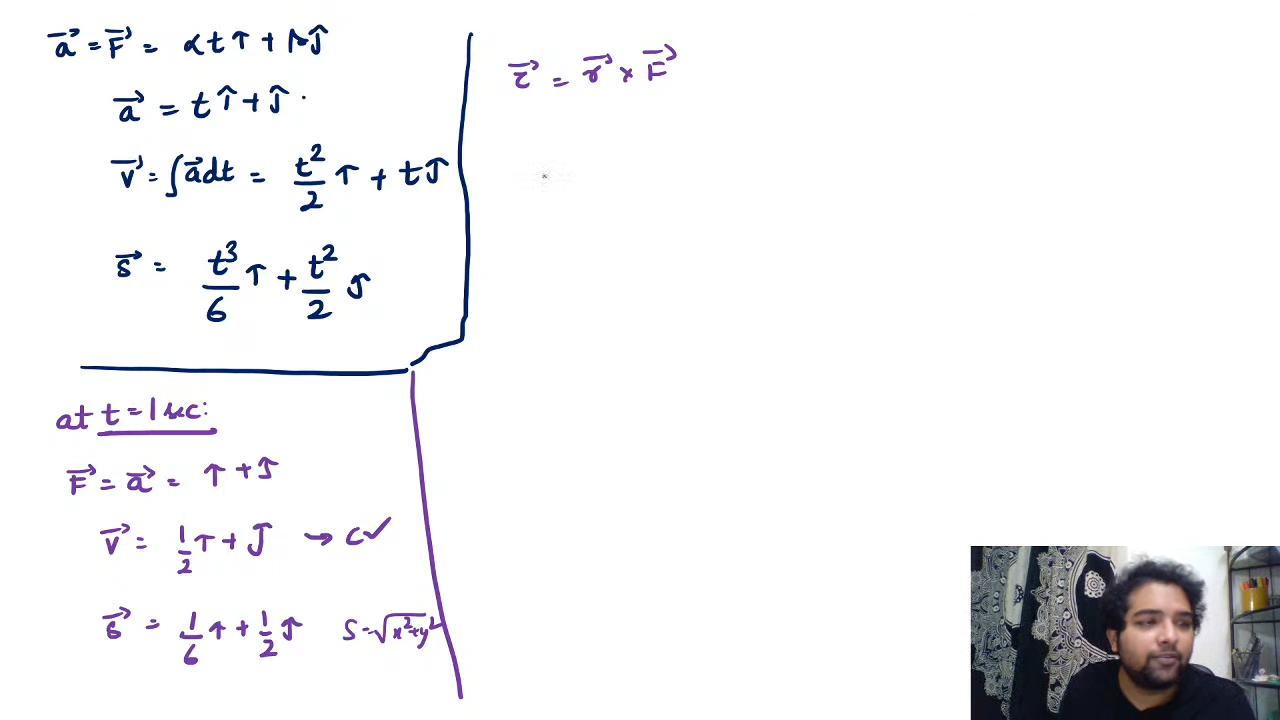 a⃗ = F⃗ = αt î + β ĵ
a⃗ = t î + ĵ
v⃗ = ∫ a⃗ dt = t²/2 î + t ĵ
s⃗ = t³/6 î + t²/2 ĵ
at t = 1 sec:
F⃗ = a⃗ = î + ĵ
v⃗ = 1/2 î + ĵ → C✓
s⃗ = 1/6 î + 1/2 ĵ S = √x²+y²
τ⃗ = r⃗ × F⃗